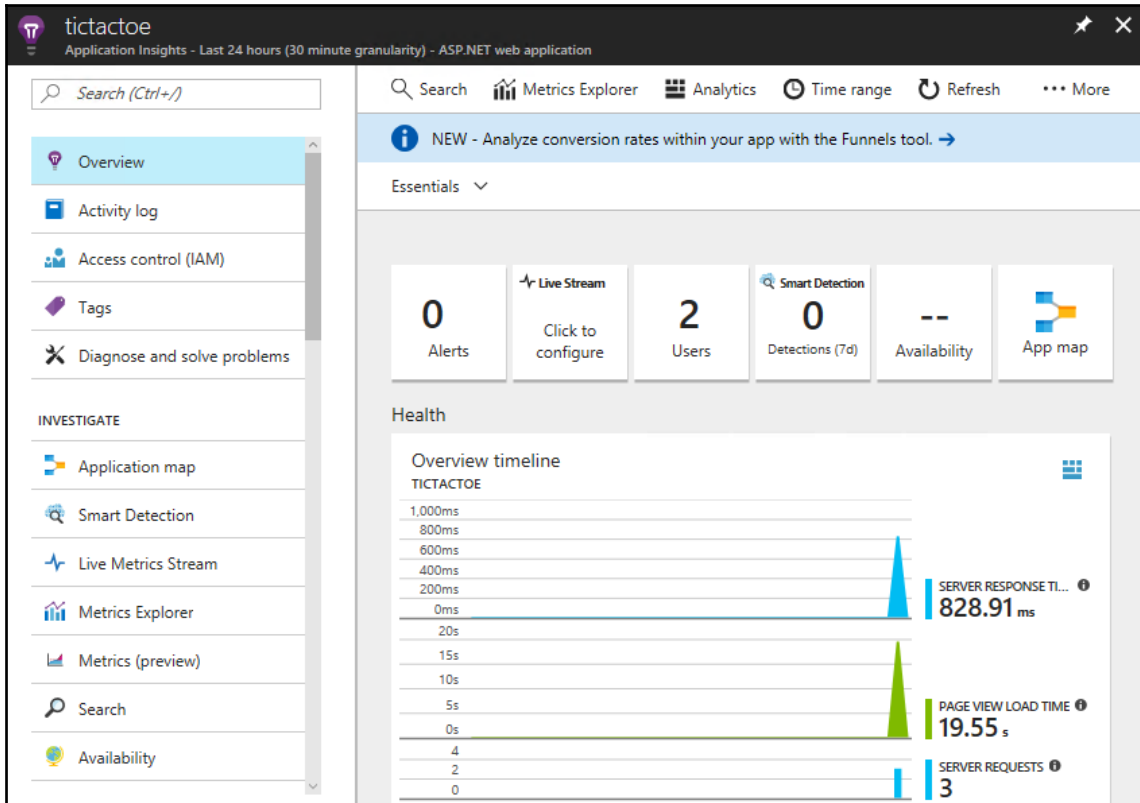 tictactoe
Application Insights - Last 24 hours (30 minute granularity) - ASP.NET web application
Search (Ctrl+/)
Overview
Activity log
Access control (IAM)
Tags
Diagnose and solve problems
INVESTIGATE
Application map
Smart Detection
Live Metrics Stream
Metrics Explorer
Metrics (preview)
Search
Availability
Search Metrics Explorer Analytics Time range Refresh ••• More
NEW - Analyze conversion rates within your app with the Funnels tool. →
Essentials
0
Alerts
Live Stream
Click to
configure
2
Users
Smart Detection
0
Detections (7d)
--
Availability
App map
Health
Overview timeline
TICTACTOE
1,000ms
800ms
600ms
400ms
200ms
0ms
SERVER RESPONSE TI...
828.91 ms
20s
15s
10s
5s
0s
PAGE VIEW LOAD TIME
19.55 s
4
2
0
SERVER REQUESTS
3